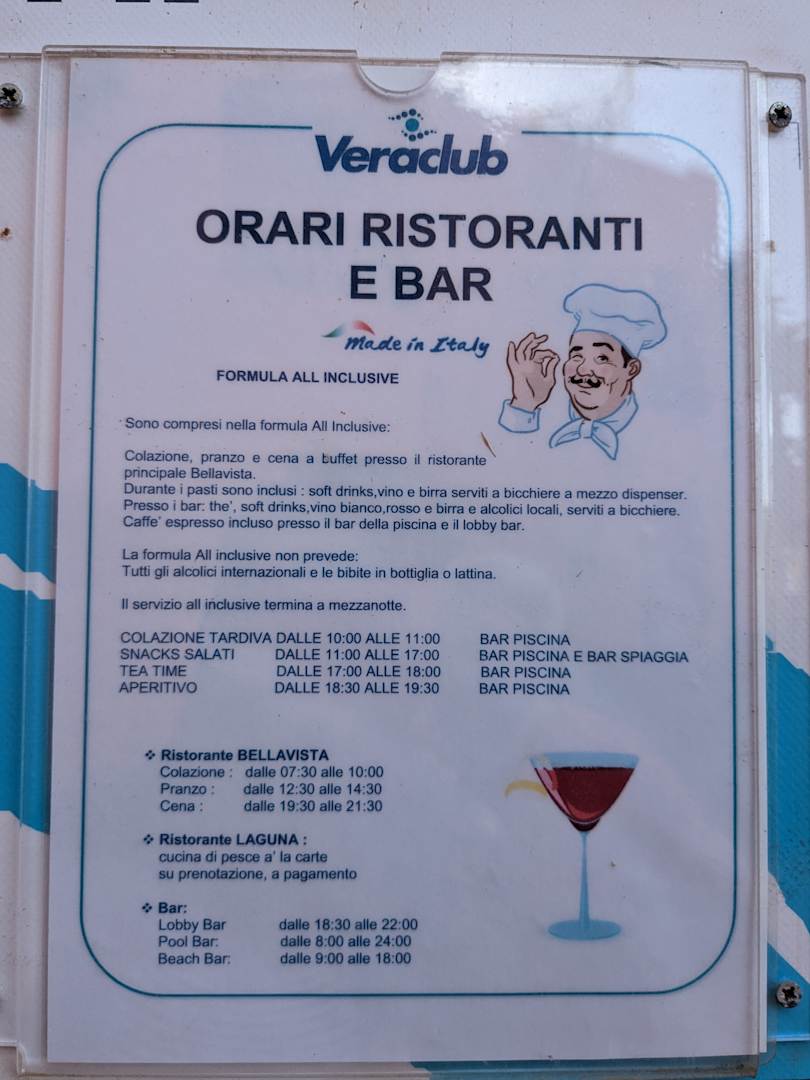 Veraclub
ORARI RISTORANTI
E BAR
Made in Italy
FORMULA ALL INCLUSIVE
Sono compresi nella formula All Inclusive:
Colazione, pranzo e cena a buffet presso il ristorante
principale Bellavista.
Durante i pasti sono inclusi : soft drinks,vino e birra serviti a bicchiere a mezzo dispenser.
Presso i bar: the', soft drinks,vino bianco,rosso e birra e alcolici locali, serviti a bicchiere.
Caffe' espresso incluso presso il bar della piscina e il lobby bar.
La formula All inclusive non prevede:
Tutti gli alcolici internazionali e le bibite in bottiglia o lattina.
Il servizio all inclusive termina a mezzanotte.
COLAZIONE TARDIVA DALLE 10:00 ALLE 11:00 BAR PISCINA
SNACKS SALATI DALLE 11:00 ALLE 17:00 BAR PISCINA E BAR SPIAGGIA
TEA TIME DALLE 17:00 ALLE 18:00 BAR PISCINA
APERITIVO DALLE 18:30 ALLE 19:30 BAR PISCINA
❖ Ristorante BELLAVISTA
Colazione : dalle 07:30 alle 10:00
Pranzo : dalle 12:30 alle 14:30
Cena : dalle 19:30 alle 21:30
❖ Ristorante LAGUNA :
cucina di pesce a' la carte
su prenotazione, a pagamento
❖ Bar:
Lobby Bar dalle 18:30 alle 22:00
Pool Bar: dalle 8:00 alle 24:00
Beach Bar: dalle 9:00 alle 18:00